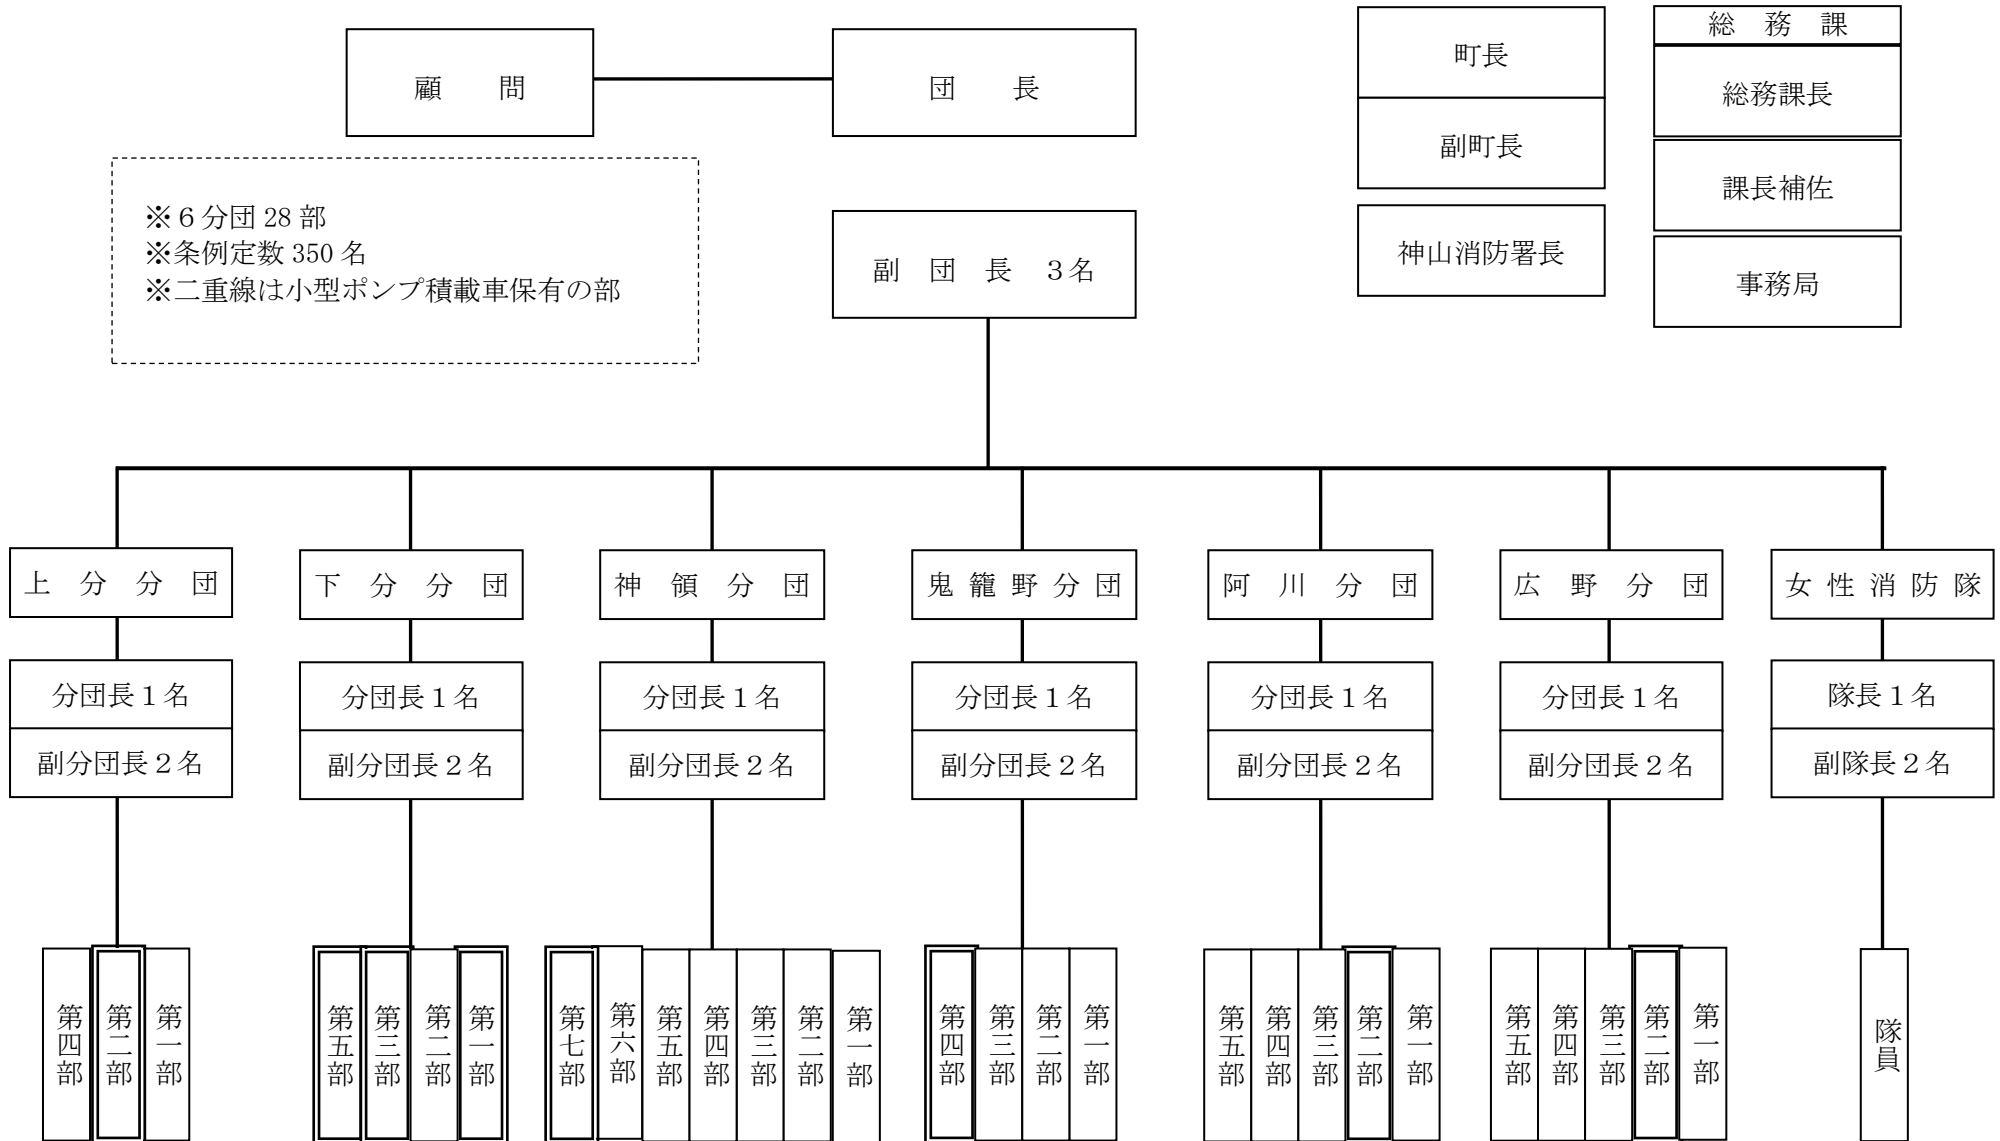 顧　問
団　長
※６分団 28 部
※条例定数 350 名
※二重線は小型ポンプ積載車保有の部
副　団　長　３名
町長
副町長
神山消防署長
総　務　課
総務課長
課長補佐
事務局
上　分　分　団
下　分　分　団
神　領　分　団
鬼 籠 野 分 団
阿　川　分　団
広　野　分　団
女 性 消 防 隊
分団長１名
副分団長２名
分団長１名
副分団長２名
分団長１名
副分団長２名
分団長１名
副分団長２名
分団長１名
副分団長２名
分団長１名
副分団長２名
隊長１名
副隊長２名
第四部
第二部
第一部
第五部
第三部
第二部
第一部
第七部
第六部
第五部
第四部
第三部
第二部
第一部
第四部
第三部
第二部
第一部
第五部
第四部
第三部
第二部
第一部
第五部
第四部
第三部
第二部
第一部
隊員